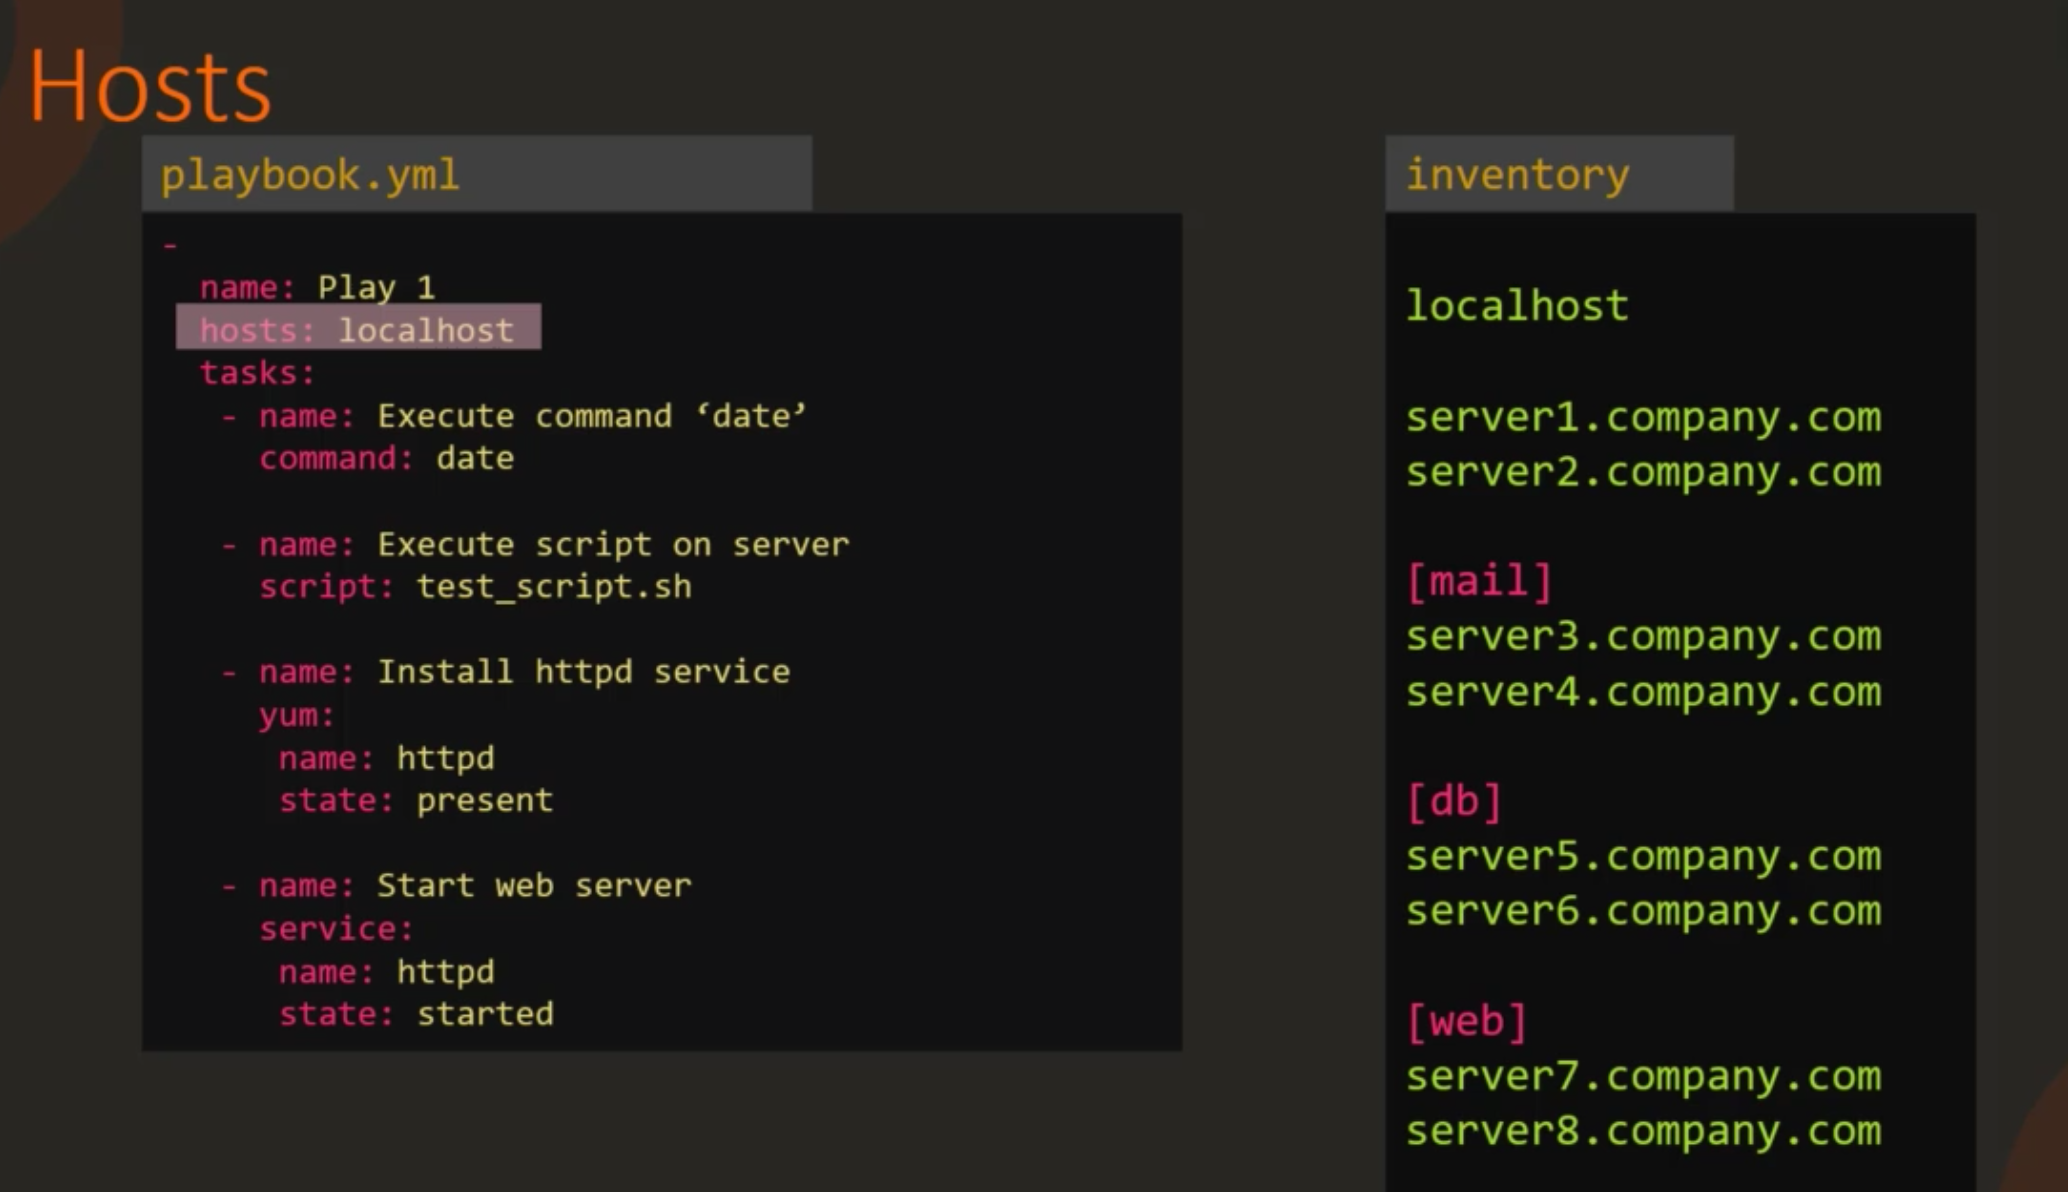 Hosts
playbook.yml
-
name: Play 1
hosts: localhost
tasks:
- name: Execute command ‘date’
command: date
- name: Execute script on server
script: test_script.sh
- name: Install httpd service
yum:
name: httpd
state: present
- name: Start web server
service:
name: httpd
state: started
inventory
localhost
server1.company.com
server2.company.com
[mail]
server3.company.com
server4.company.com
[db]
server5.company.com
server6.company.com
[web]
server7.company.com
server8.company.com